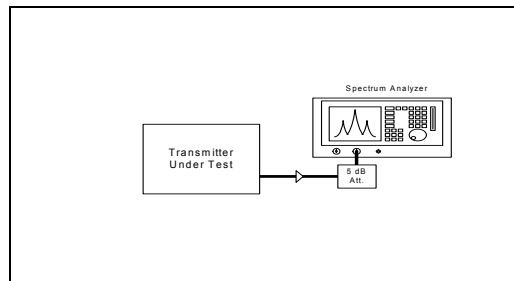 Spectrum Analyzer
Transmitter
Under Test
5 dB
Att.